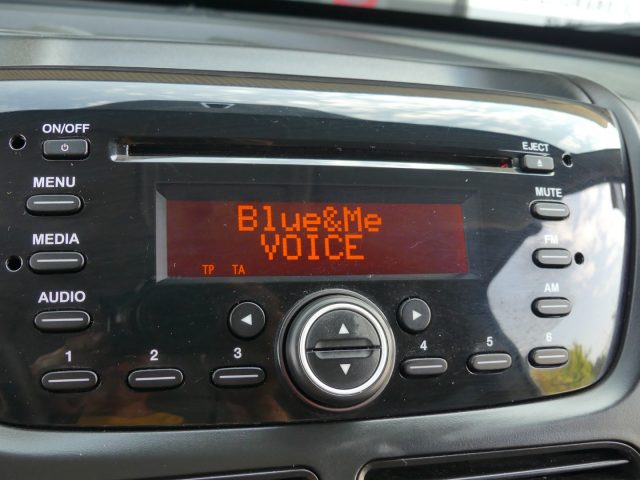 ON/OFF
EJECT
MENU
MUTE
Blue&Me
VOICE
MEDIA
FM
TP TA
AUDIO
AM
1 2 3 4 5 6